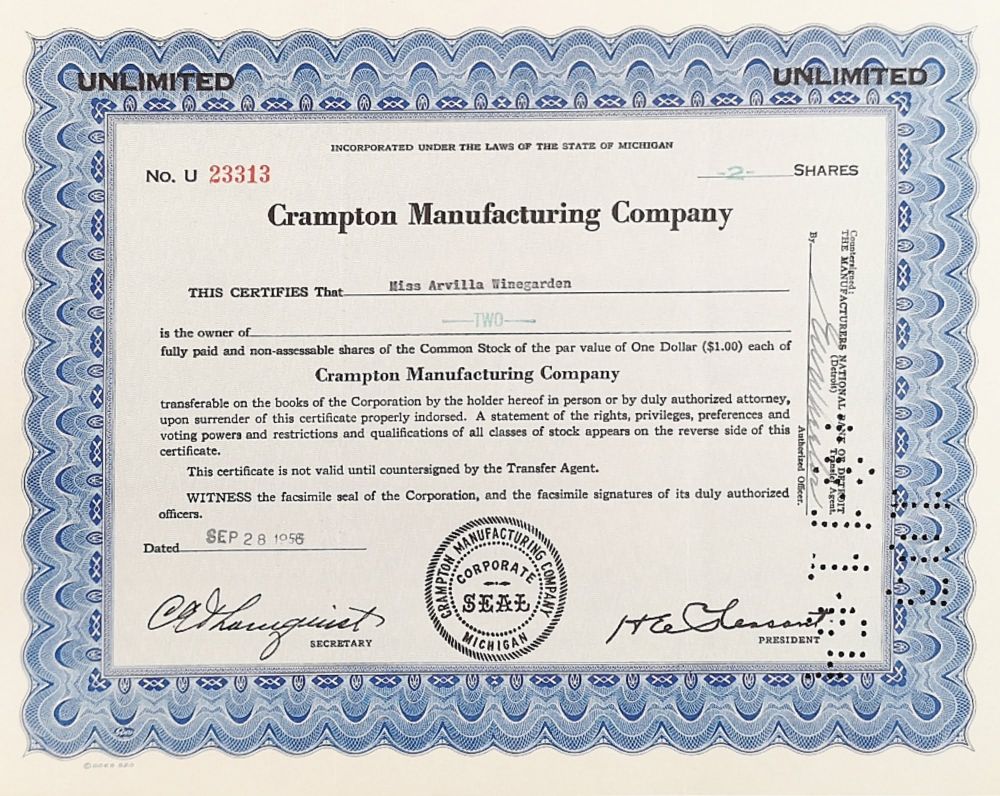 UNLIMITED
UNLIMITED
INCORPORATED UNDER THE LAWS OF THE STATE OF MICHIGAN
No. U 23313
-2- SHARES
Crampton Manufacturing Company
THIS CERTIFIES That Miss Arvilla Winegarden
TWO
is the owner of
fully paid and non-assessable shares of the Common Stock of the par value of One Dollar ($1.00) each of
Crampton Manufacturing Company
transferable on the books of the Corporation by the holder hereof in person or by duly authorized attorney,
upon surrender of this certificate properly indorsed. A statement of the rights, privileges, preferences and
voting powers and restrictions and qualifications of all classes of stock appears on the reverse side of this
certificate.
This certificate is not valid until countersigned by the Transfer Agent.
WITNESS the facsimile seal of the Corporation, and the facsimile signatures of its duly authorized
officers.
Dated SEP 28 1956
CRAMPTON MANUFACTURING COMPANY
CORPORATE
SEAL
MICHIGAN
SECRETARY
PRESIDENT
Countersigned:
THE MANUFACTURERS NATIONAL BANK OF DETROIT
(Detroit) Transfer Agent.
By
Authorized Officer.